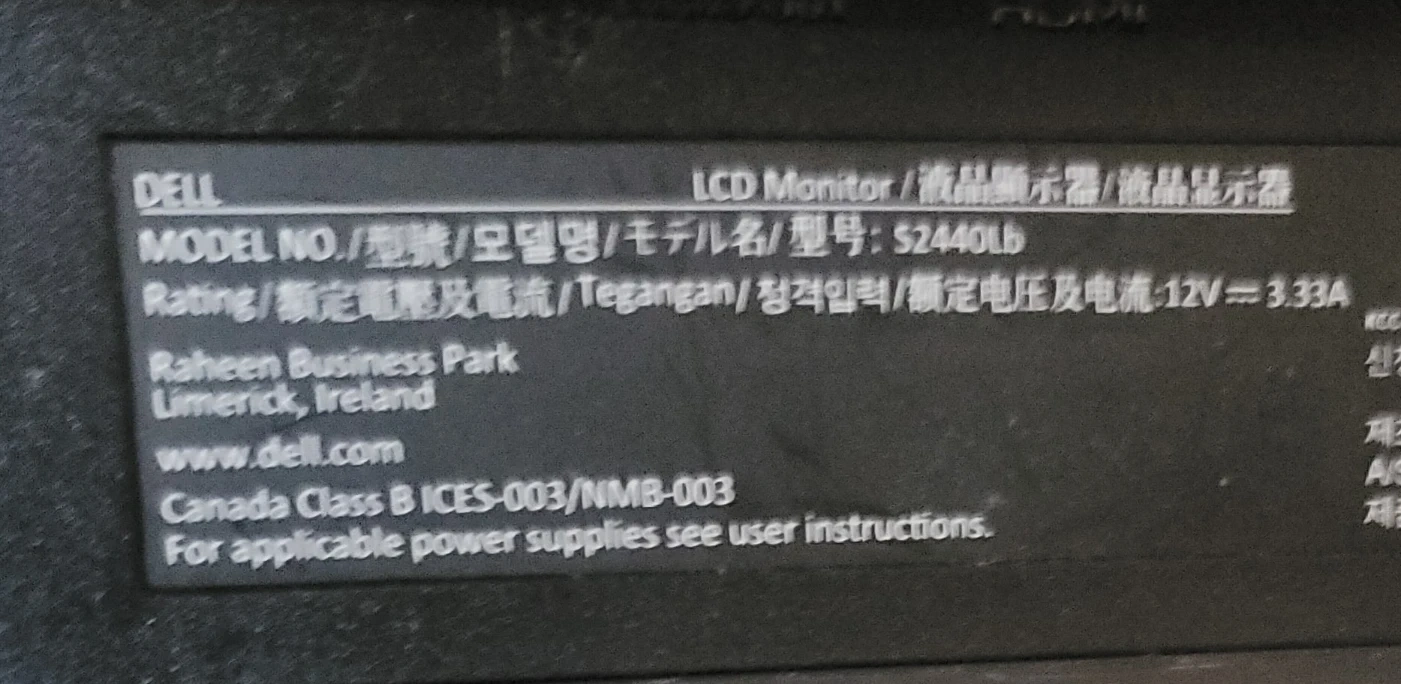 DELL LCD Monitor / 液晶顯示器/液晶显示器
MODEL NO./型號/모델명/モデル名/型号: S2440Lb
Rating/額定電壓及電流/Tegangan/정격입력/额定电压及电流:12V⎓3.33A
Raheen Business Park
Limerick, Ireland
www.dell.com
Canada Class B ICES-003/NMB-003
For applicable power supplies see user instructions.
KCC
A/S